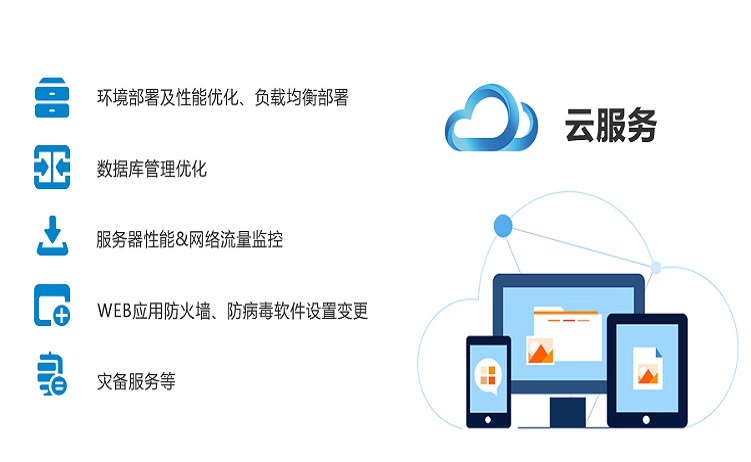 环境部署及性能优化、负载均衡部署
云服务
数据库管理优化
服务器性能&网络流量监控
WEB应用防火墙、防病毒软件设置变更
灾备服务等